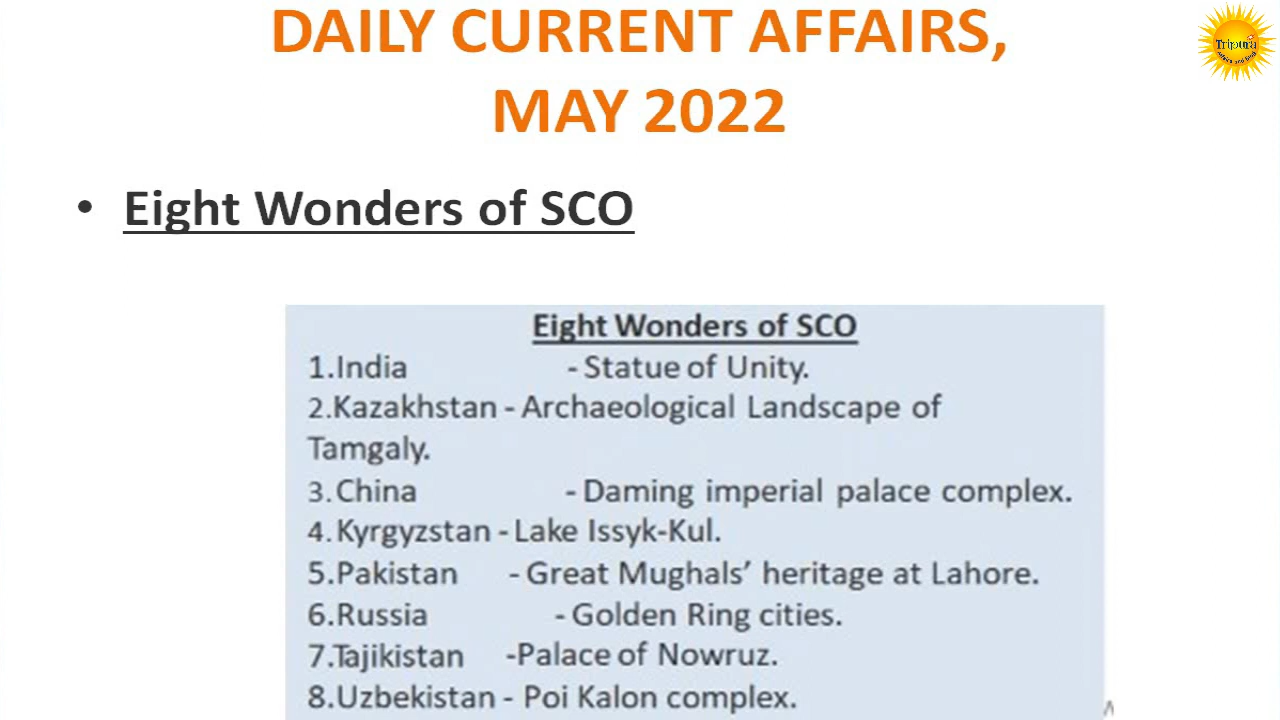 DAILY CURRENT AFFAIRS,
MAY 2022
Tripura
• Eight Wonders of SCO
Eight Wonders of SCO
1.India - Statue of Unity.
2.Kazakhstan - Archaeological Landscape of
Tamgaly.
3.China - Daming imperial palace complex.
4.Kyrgyzstan - Lake Issyk-Kul.
5.Pakistan - Great Mughals’ heritage at Lahore.
6.Russia - Golden Ring cities.
7.Tajikistan -Palace of Nowruz.
8.Uzbekistan - Poi Kalon complex.